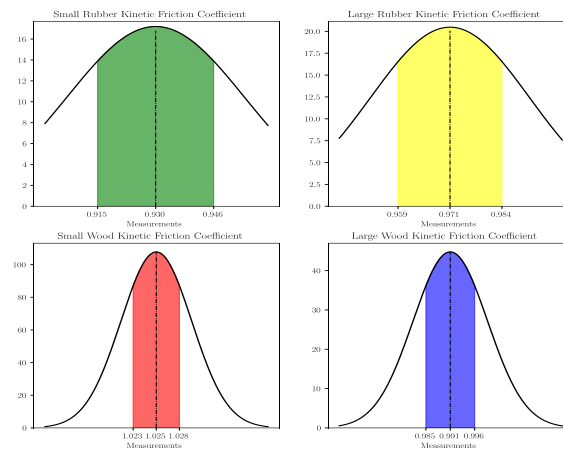 Small Rubber Kinetic Friction Coefficient
16
14
12
10
8
6
4
2
0
0.915 0.930 0.946
Measurements
Large Rubber Kinetic Friction Coefficient
20.0
17.5
15.0
12.5
10.0
7.5
5.0
2.5
0.0
0.959 0.971 0.984
Measurements
Small Wood Kinetic Friction Coefficient
100
80
60
40
20
0
1.023 1.025 1.028
Measurements
Large Wood Kinetic Friction Coefficient
40
30
20
10
0
0.985 0.991 0.996
Measurements